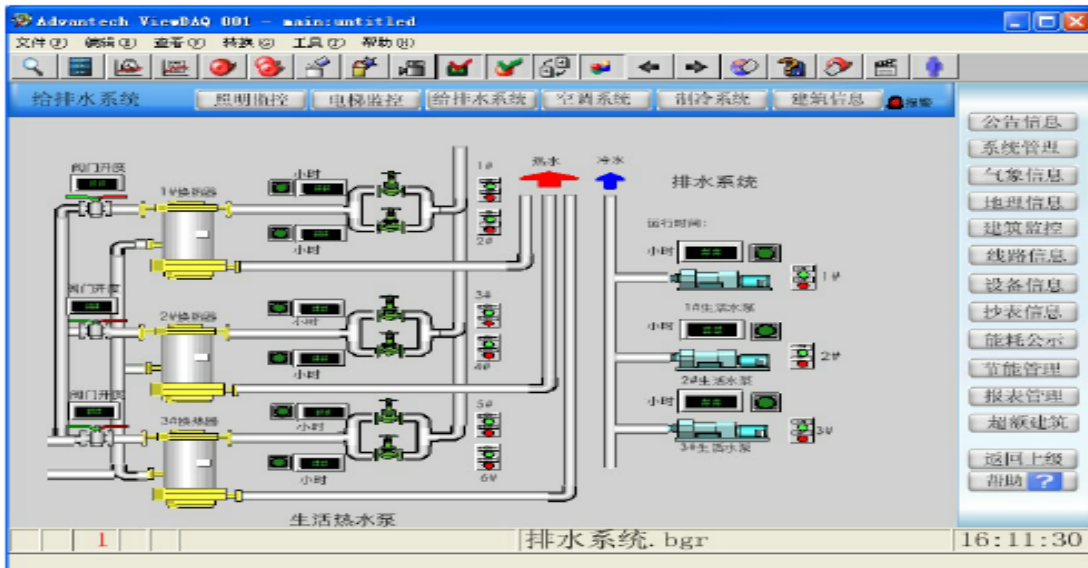 Advantech ViewDAQ 001 - main:untitled
文件(F) 编辑(E) 查看(V) 转换(G) 工具(T) 帮助(H)
给排水系统 照明监控 电梯监控 给排水系统 空调系统 制冷系统 建筑信息 报警
公告信息
系统管理
气象信息
地理信息
建筑监控
线路信息
设备信息
抄表信息
能耗公示
节能管理
报表管理
超额建筑
返回上级
帮助 ?
阀门开度
1#换热器
小时
##
小时
1#
2#
热水
冷水
排水系统
运行时间:
小时 ##
1#
1#生活水泵
阀门开度
2#换热器
小时
小时
3#
4#
小时 ##
2#
2#生活水泵
阀门开度
3#换热器
小时
小时
5#
6#
小时 ##
3#
3#生活水泵
生活热水泵
1 排水系统.bgr 16:11:30